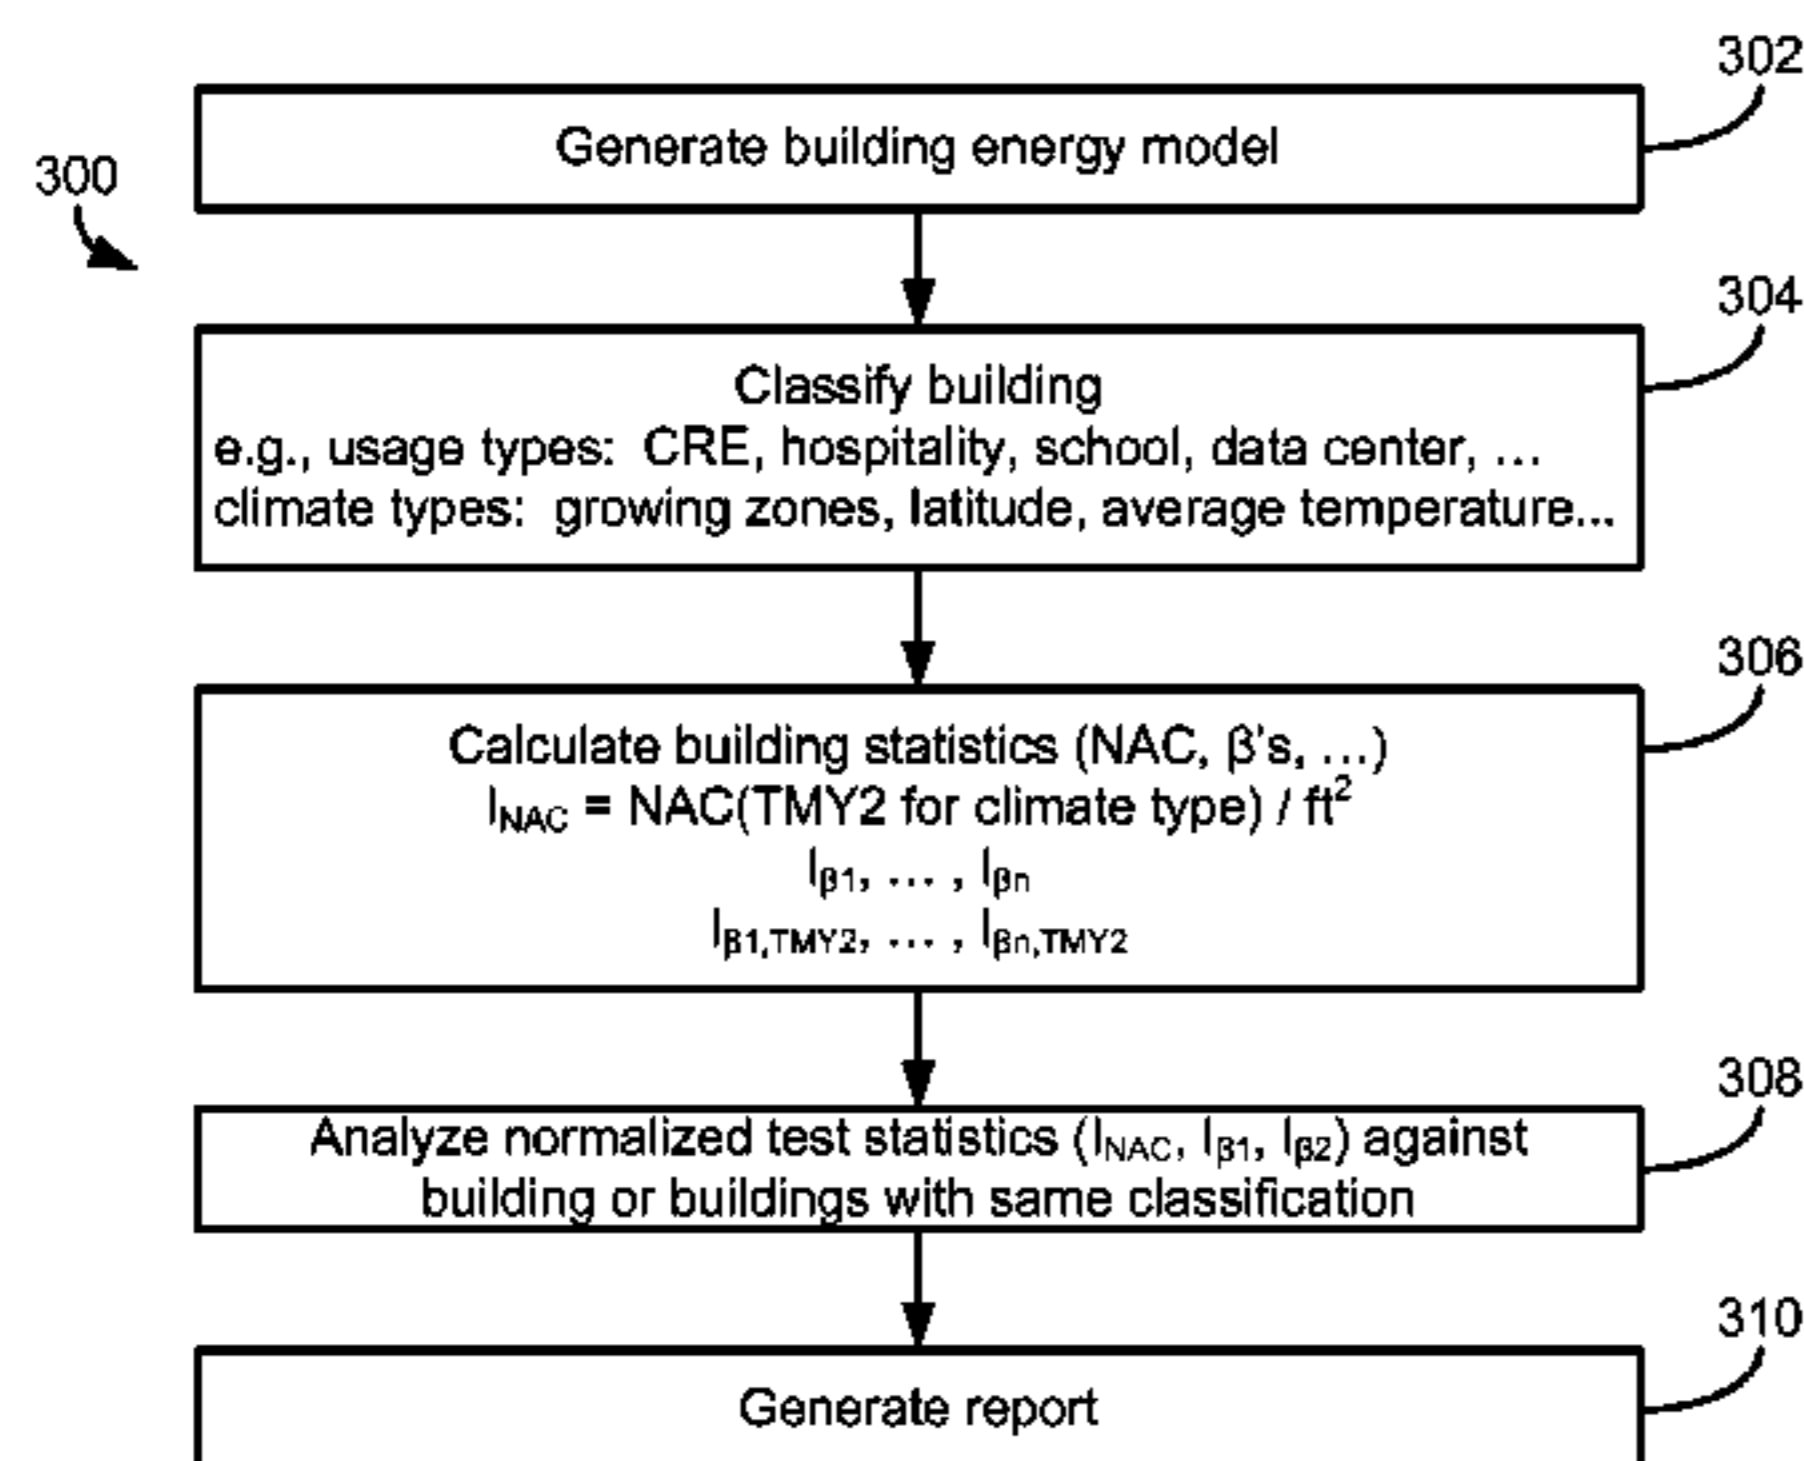 302
Generate building energy model
300
304
Classify building
e.g., usage types: CRE, hospitality, school, data center, ...
climate types: growing zones, latitude, average temperature...
306
Calculate building statistics (NAC, β's, ...)
I_NAC = NAC(TMY2 for climate type) / ft²
I_β1, ... , I_βn
I_β1,TMY2, ... , I_βn,TMY2
308
Analyze normalized test statistics (I_NAC, I_β1, I_β2) against
building or buildings with same classification
310
Generate report